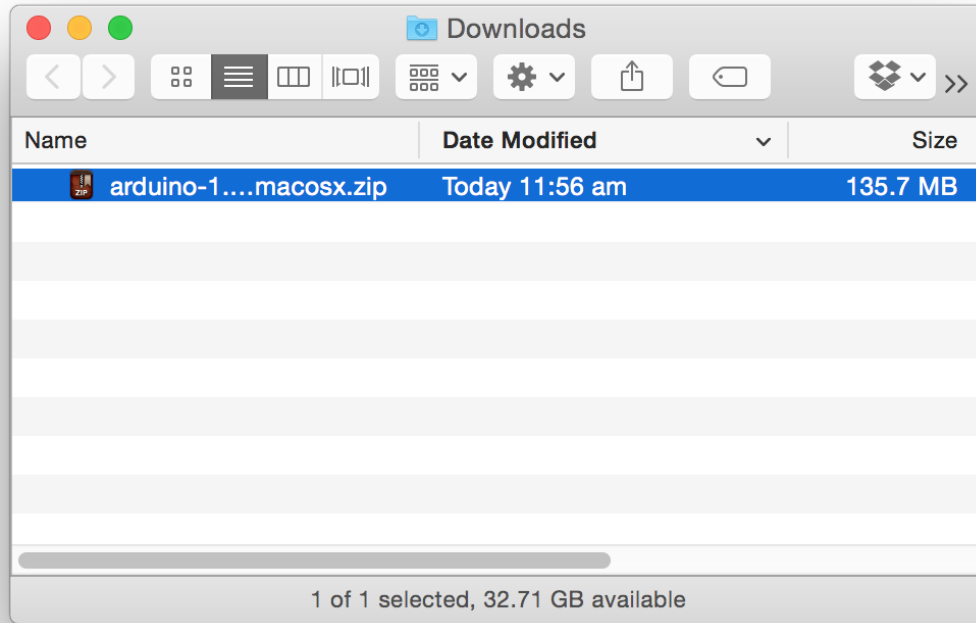 Downloads
Name Date Modified Size
ZIP arduino-1....macosx.zip Today 11:56 am 135.7 MB
1 of 1 selected, 32.71 GB available